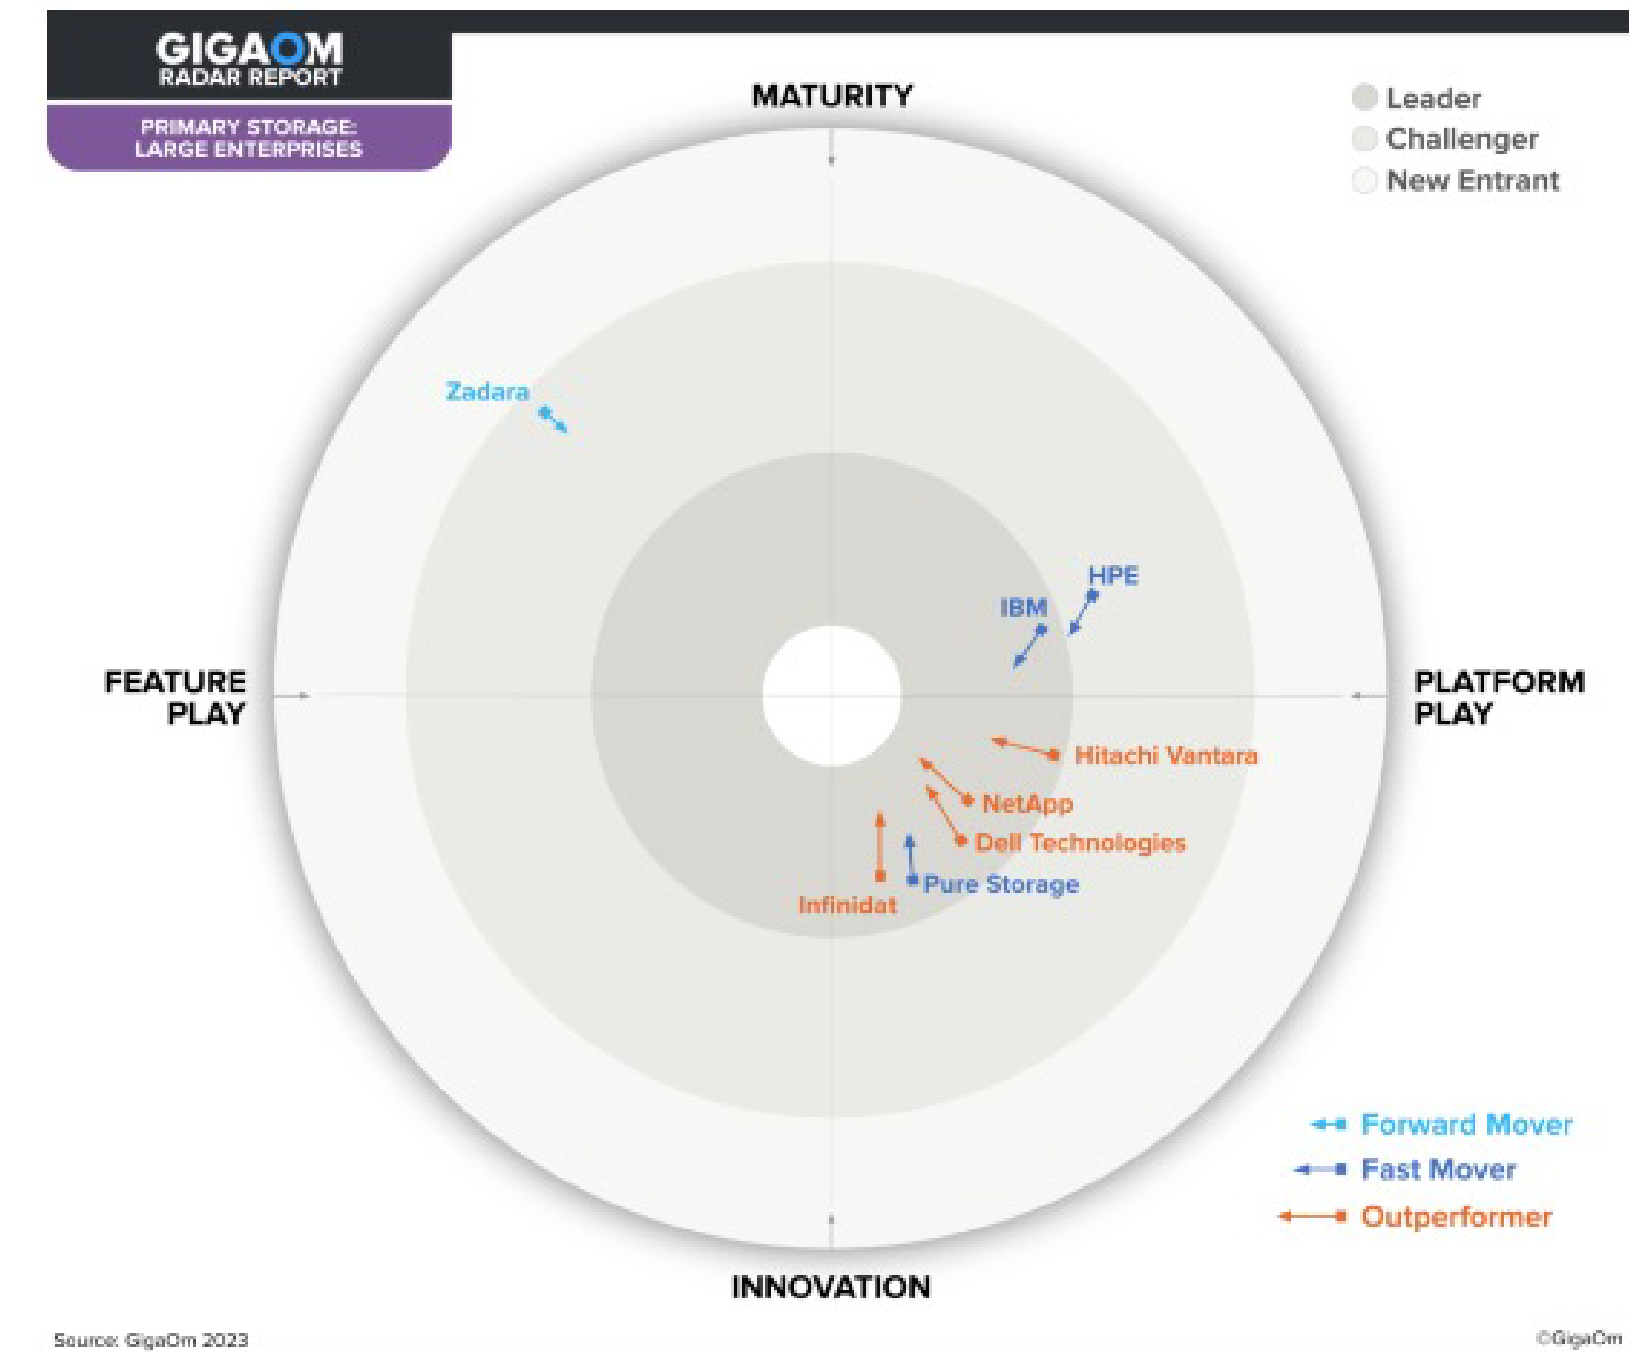 GIGAOM
RADAR REPORT
PRIMARY STORAGE:
LARGE ENTERPRISES
MATURITY
Leader
Challenger
New Entrant
Zadara
HPE
IBM
FEATURE
PLAY
PLATFORM
PLAY
Hitachi Vantara
NetApp
Dell Technologies
Pure Storage
Infinidat
Forward Mover
Fast Mover
Outperformer
INNOVATION
Source: GigaOm 2023
©GigaOm